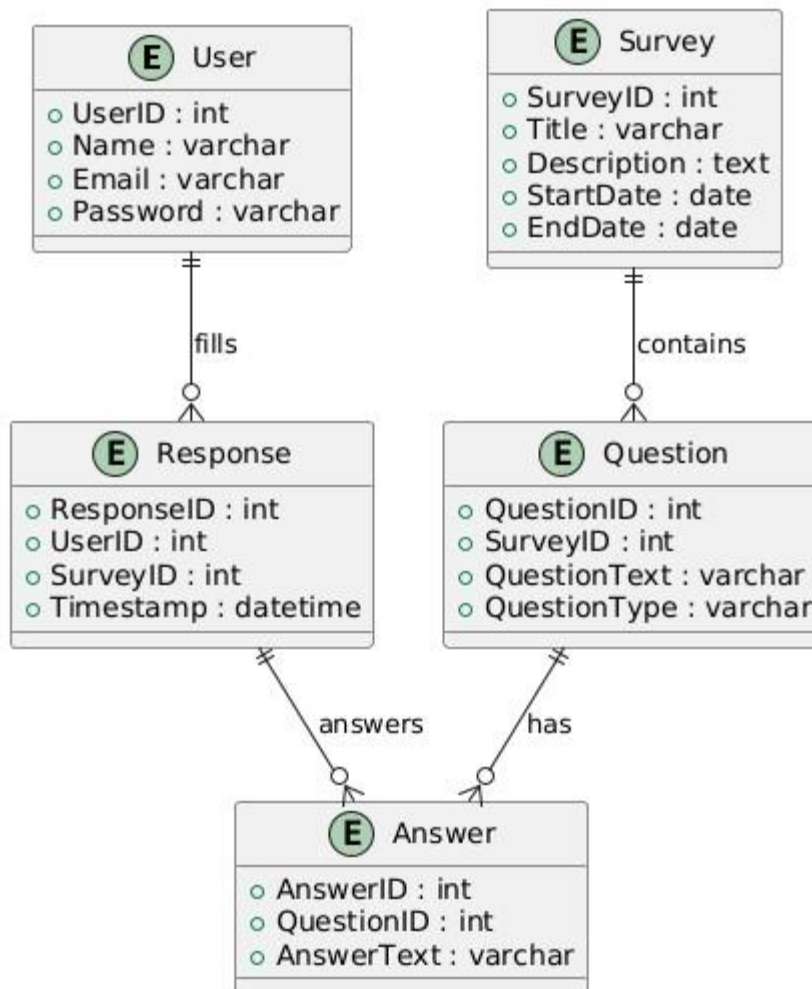 E User
UserID : int
Name : varchar
Email : varchar
Password : varchar
E Survey
SurveyID : int
Title : varchar
Description : text
StartDate : date
EndDate : date
fills
contains
E Response
ResponseID : int
UserID : int
SurveyID : int
Timestamp : datetime
E Question
QuestionID : int
SurveyID : int
QuestionText : varchar
QuestionType : varchar
answers
has
E Answer
AnswerID : int
QuestionID : int
AnswerText : varchar